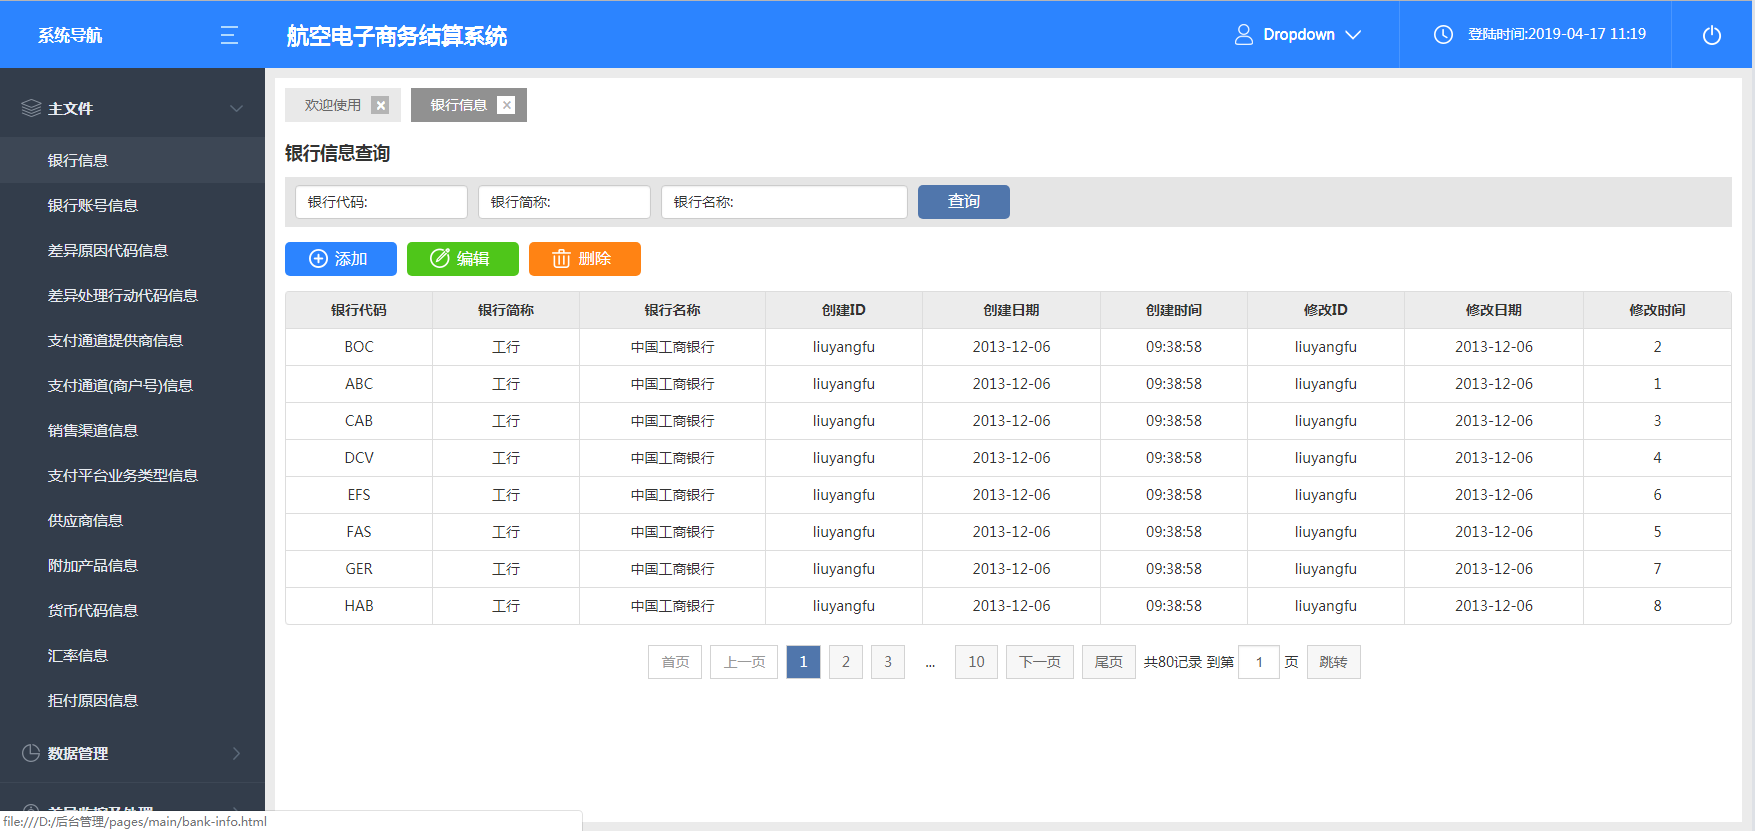 系统导航
航空电子商务结算系统
Dropdown
登陆时间:2019-04-17 11:19
主文件
银行信息
银行账号信息
差异原因代码信息
差异处理行动代码信息
支付通道提供商信息
支付通道(商户号)信息
销售渠道信息
支付平台业务类型信息
供应商信息
附加产品信息
货币代码信息
汇率信息
拒付原因信息
数据管理
差异监控及处理
file:///D:/后台管理/pages/main/bank-info.html
欢迎使用 银行信息
银行信息查询
银行代码: 银行简称: 银行名称: 查询
添加 编辑 删除
银行代码 银行简称 银行名称 创建ID 创建日期 创建时间 修改ID 修改日期 修改时间
BOC 工行 中国工商银行 liuyangfu 2013-12-06 09:38:58 liuyangfu 2013-12-06 2
ABC 工行 中国工商银行 liuyangfu 2013-12-06 09:38:58 liuyangfu 2013-12-06 1
CAB 工行 中国工商银行 liuyangfu 2013-12-06 09:38:58 liuyangfu 2013-12-06 3
DCV 工行 中国工商银行 liuyangfu 2013-12-06 09:38:58 liuyangfu 2013-12-06 4
EFS 工行 中国工商银行 liuyangfu 2013-12-06 09:38:58 liuyangfu 2013-12-06 6
FAS 工行 中国工商银行 liuyangfu 2013-12-06 09:38:58 liuyangfu 2013-12-06 5
GER 工行 中国工商银行 liuyangfu 2013-12-06 09:38:58 liuyangfu 2013-12-06 7
HAB 工行 中国工商银行 liuyangfu 2013-12-06 09:38:58 liuyangfu 2013-12-06 8
首页 上一页 1 2 3 ... 10 下一页 尾页 共80记录 到第 1 页 跳转